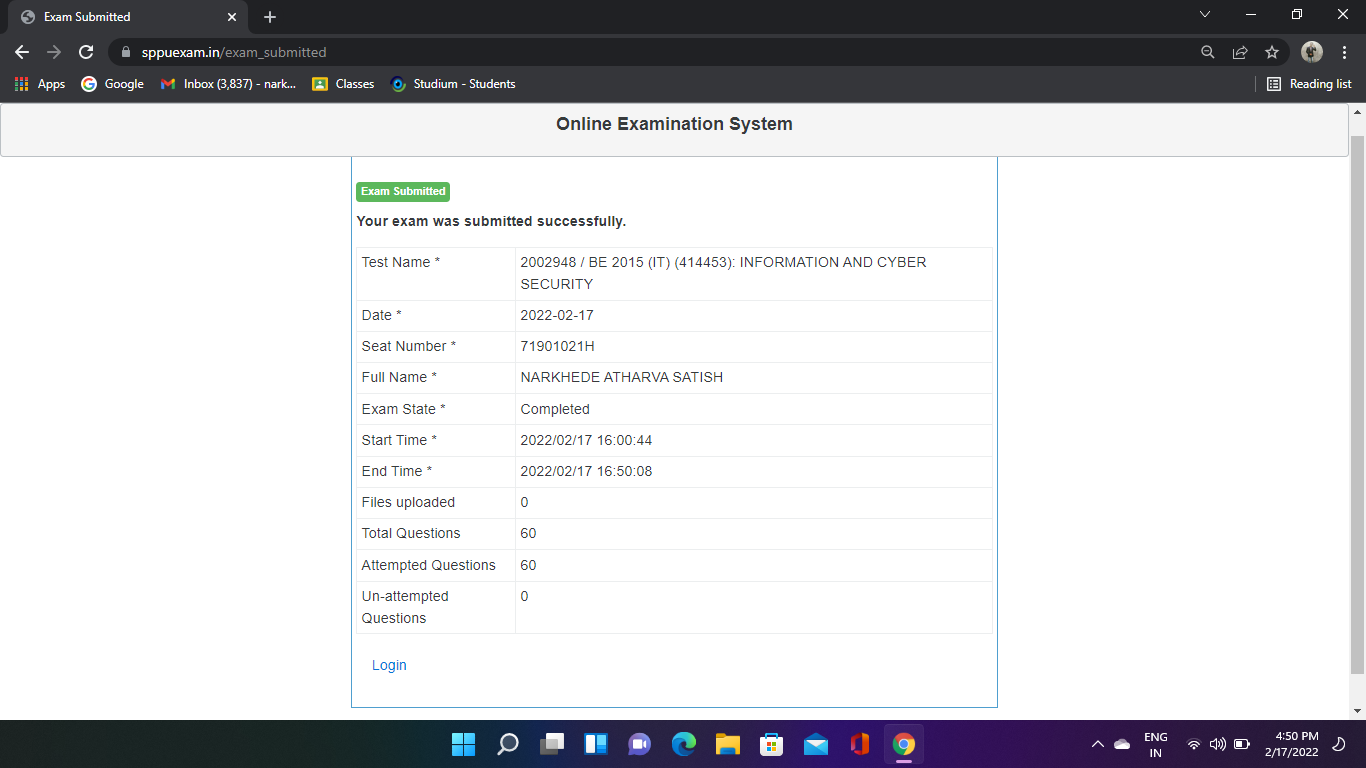 Exam Submitted
sppuexam.in/exam_submitted
Apps Google Inbox (3,837) - nark... Classes Studium - Students Reading list
Online Examination System
Exam Submitted
Your exam was submitted successfully.
Test Name * 2002948 / BE 2015 (IT) (414453): INFORMATION AND CYBER
SECURITY
Date * 2022-02-17
Seat Number * 71901021H
Full Name * NARKHEDE ATHARVA SATISH
Exam State * Completed
Start Time * 2022/02/17 16:00:44
End Time * 2022/02/17 16:50:08
Files uploaded 0
Total Questions 60
Attempted Questions 60
Un-attempted 0
Questions
Login
ENG 4:50 PM
IN 2/17/2022